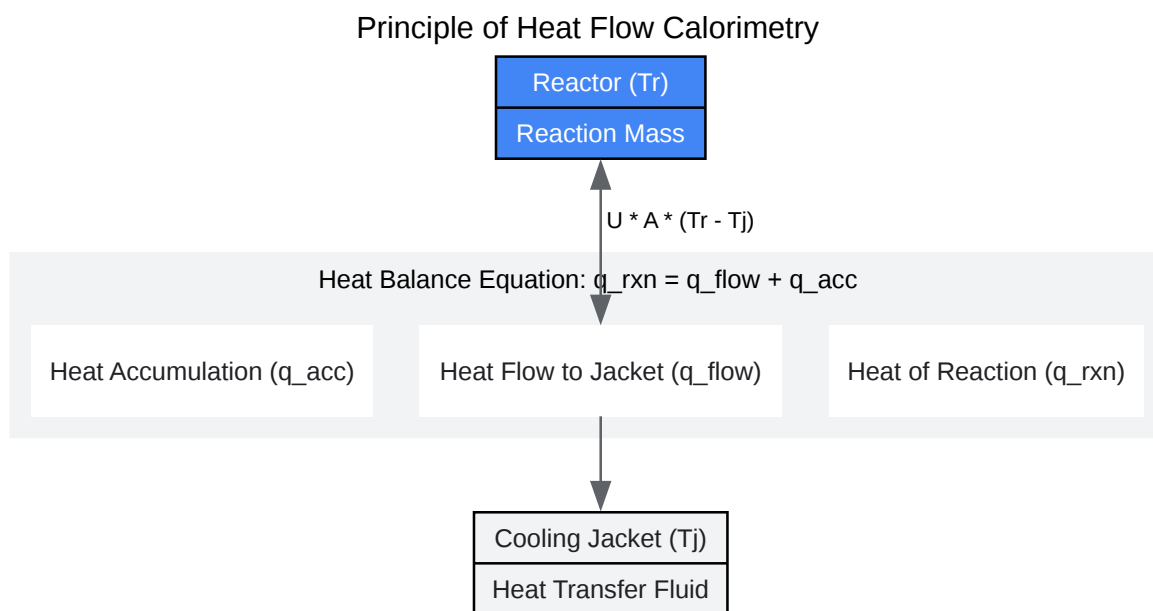 Principle of Heat Flow Calorimetry
Reactor (Tr)
Reaction Mass
U * A * (Tr - Tj)
Heat Balance Equation: q_rxn = q_flow + q_acc
Heat Accumulation (q_acc)
Heat Flow to Jacket (q_flow)
Heat of Reaction (q_rxn)
Cooling Jacket (Tj)
Heat Transfer Fluid